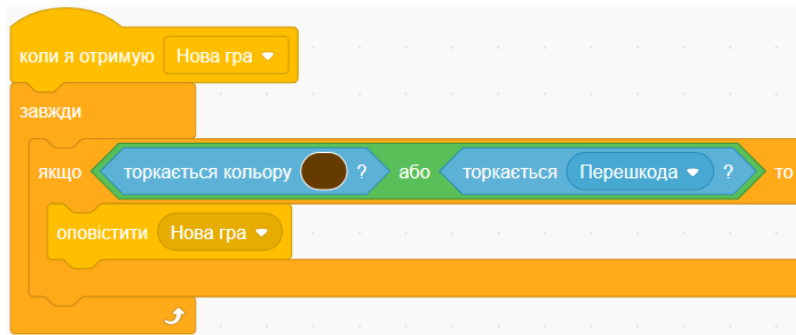 коли я отримую Нова гра
завжди
якщо торкається кольору ? або торкається Перешкода ? то
оповістити Нова гра